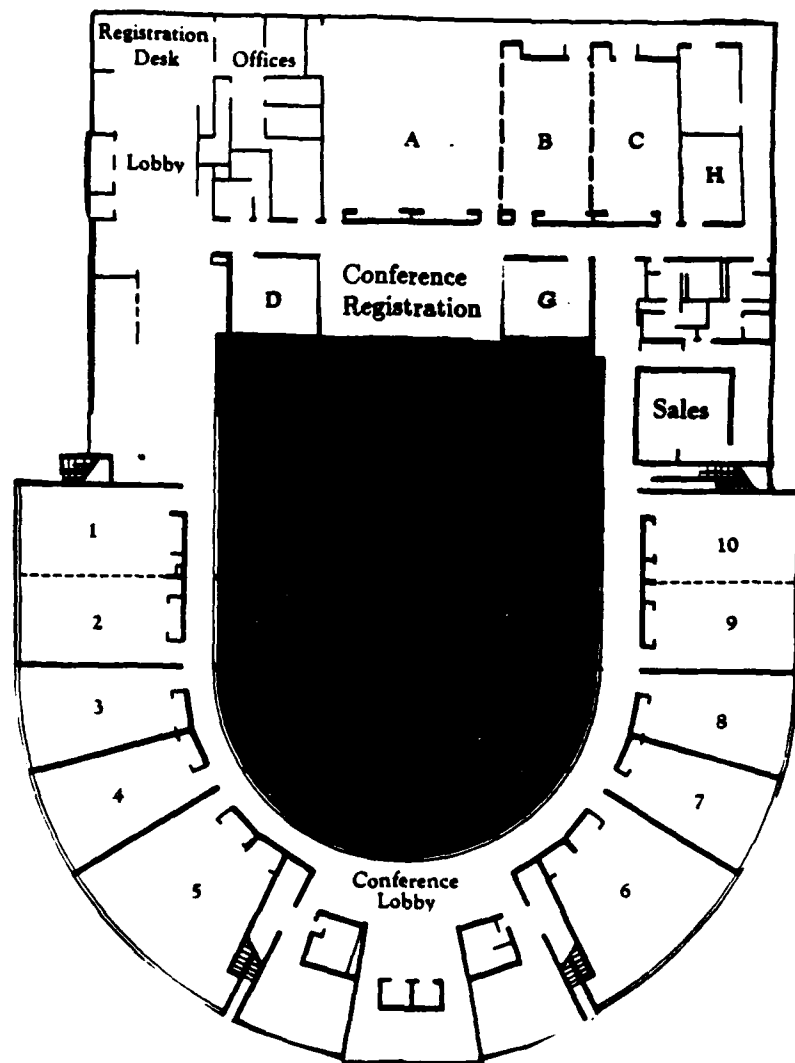 Registration
Desk
Offices
Lobby
A
B
C
H
D
Conference
Registration
G
Sales
1
10
2
9
3
8
4
7
5
6
Conference
Lobby